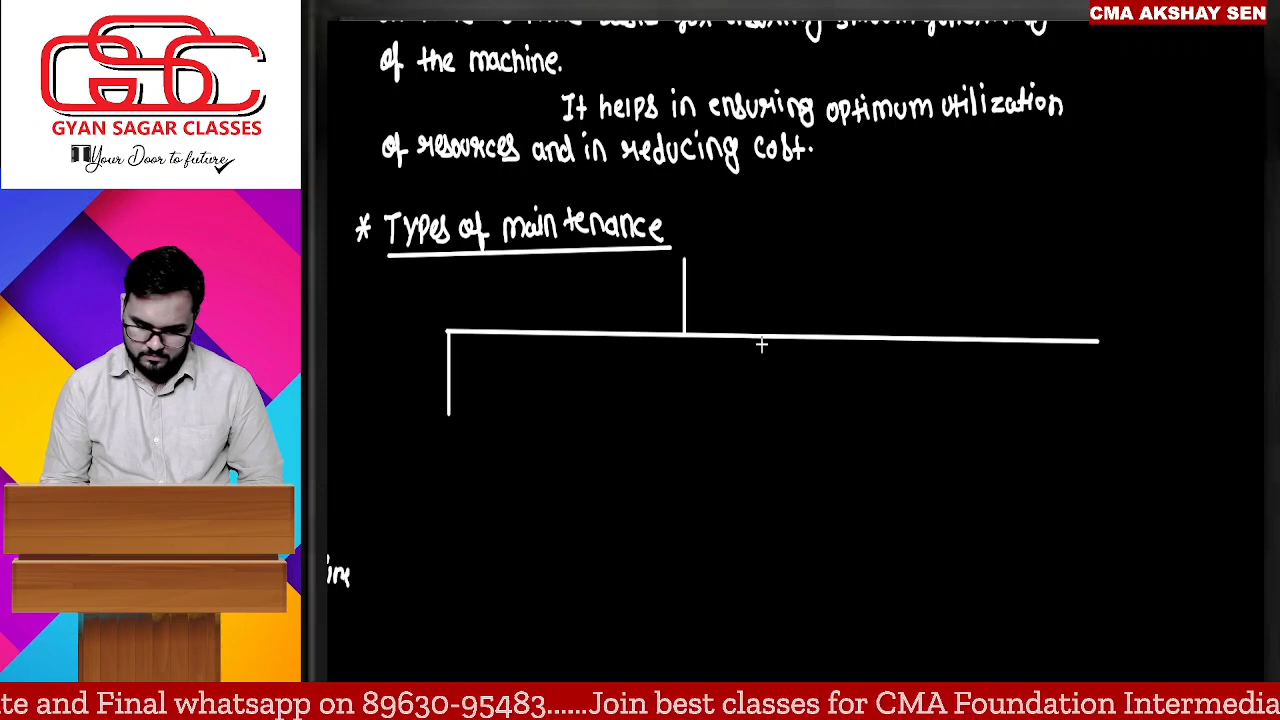 CMA AKSHAY SEN
GSC
GYAN SAGAR CLASSES
Your Door to future
of the machine.
It helps in ensuring optimum utilization
of resources and in reducing cost.
* Types of maintenance
te and Final whatsapp on 89630-95483......Join best classes for CMA Foundation Intermedia